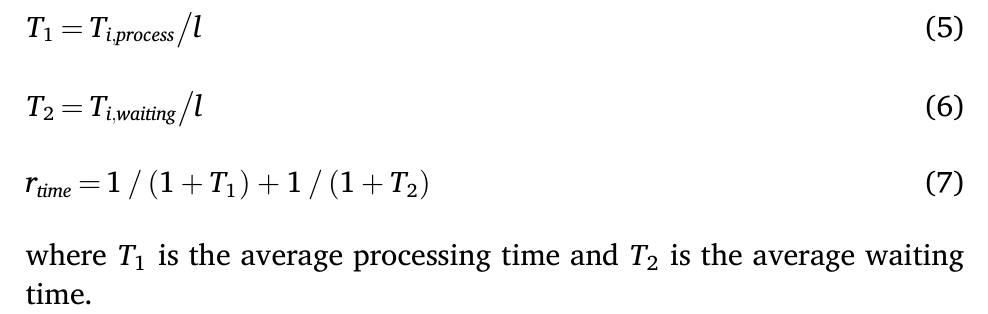 T₁ = Tᵢ,process/l (5)
T₂ = Tᵢ,waiting/l (6)
r_time = 1 / (1 + T₁) + 1 / (1 + T₂) (7)
where T₁ is the average processing time and T₂ is the average waiting
time.